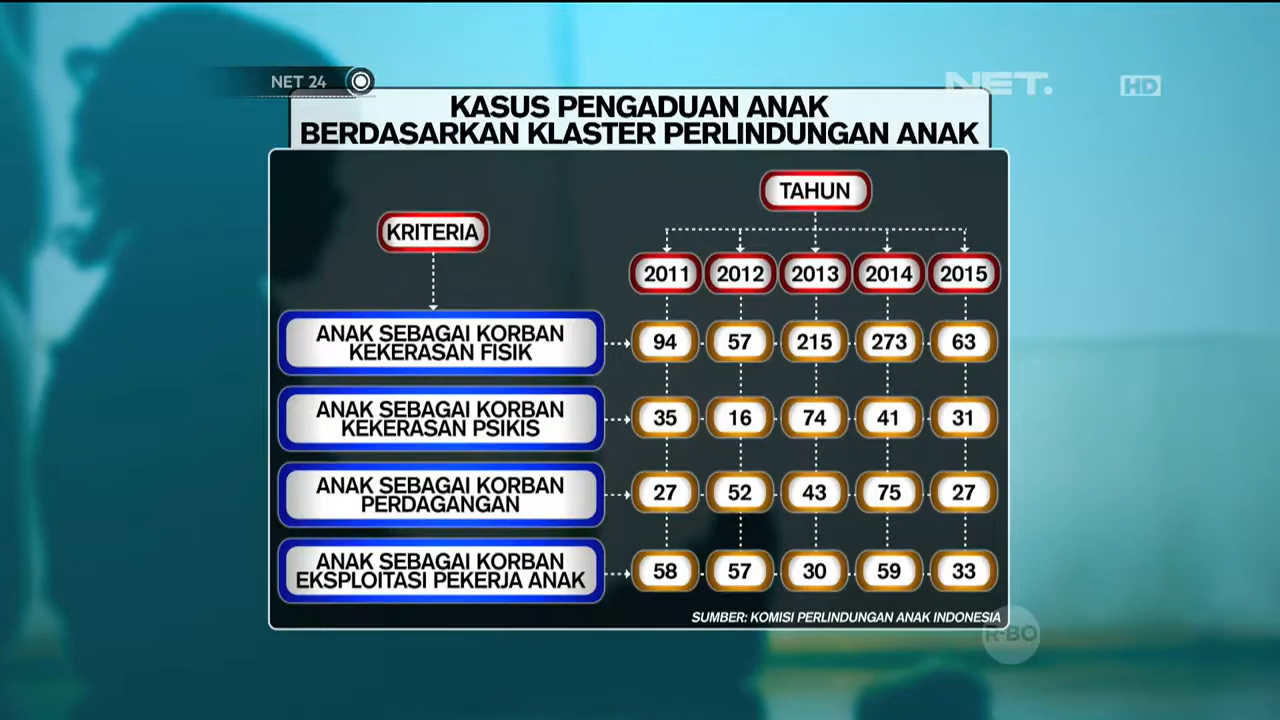 NET 24
NET.
HD
KASUS PENGADUAN ANAK
BERDASARKAN KLASTER PERLINDUNGAN ANAK
TAHUN
KRITERIA
2011 2012 2013 2014 2015
ANAK SEBAGAI KORBAN
KEKERASAN FISIK
94 57 215 273 63
ANAK SEBAGAI KORBAN
KEKERASAN PSIKIS
35 16 74 41 31
ANAK SEBAGAI KORBAN
PERDAGANGAN
27 52 43 75 27
ANAK SEBAGAI KORBAN
EKSPLOITASI PEKERJA ANAK
58 57 30 59 33
SUMBER: KOMISI PERLINDUNGAN ANAK INDONESIA
R-BO